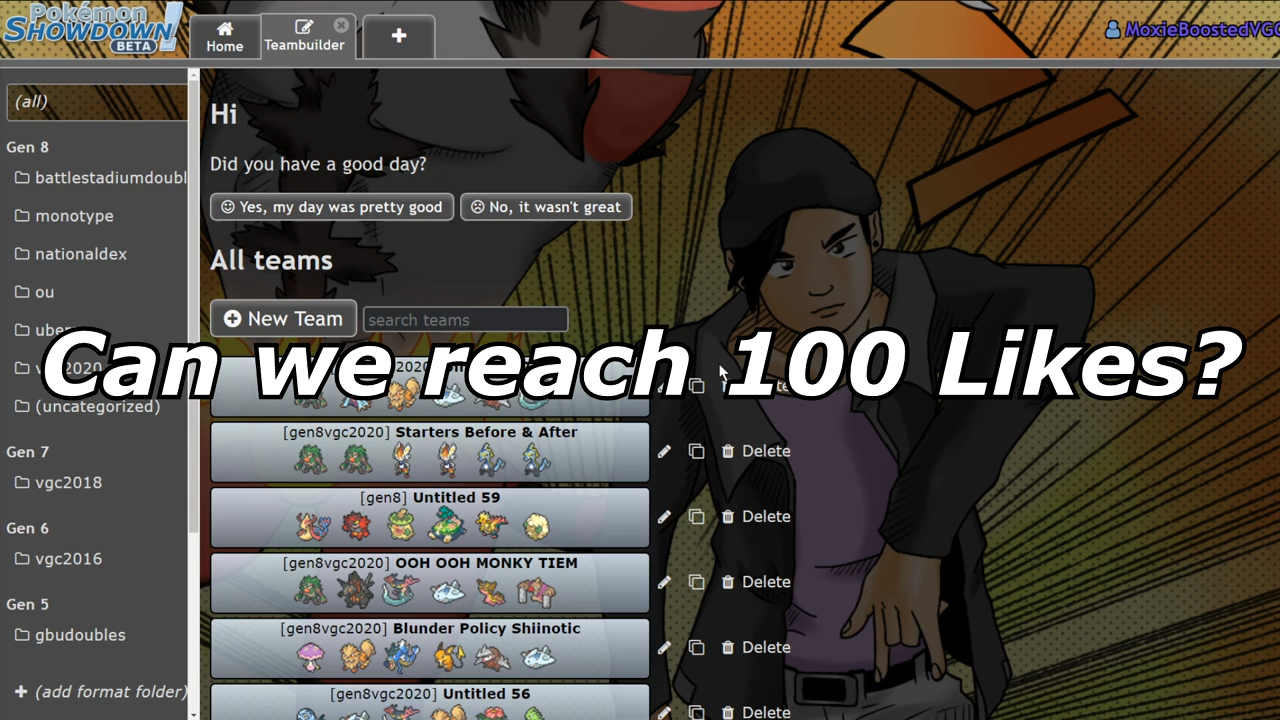 Pokémon
SHOWDOWN!
BETA
Home
Teambuilder
MoxieBoostedVGC
(all)
Gen 8
battlestadiumdoubl
monotype
nationaldex
ou
uber
(uncategorized)
Gen 7
vgc2018
Gen 6
vgc2016
Gen 5
gbudoubles
(add format folder)
Hi
Did you have a good day?
Yes, my day was pretty good
No, it wasn't great
All teams
New Team
search teams
Can we reach 100 Likes?
[gen8vgc2020] Starters Before & After
Delete
[gen8] Untitled 59
Delete
[gen8vgc2020] OOH OOH MONKY TIEM
Delete
[gen8vgc2020] Blunder Policy Shiinotic
Delete
[gen8vgc2020] Untitled 56
Delete